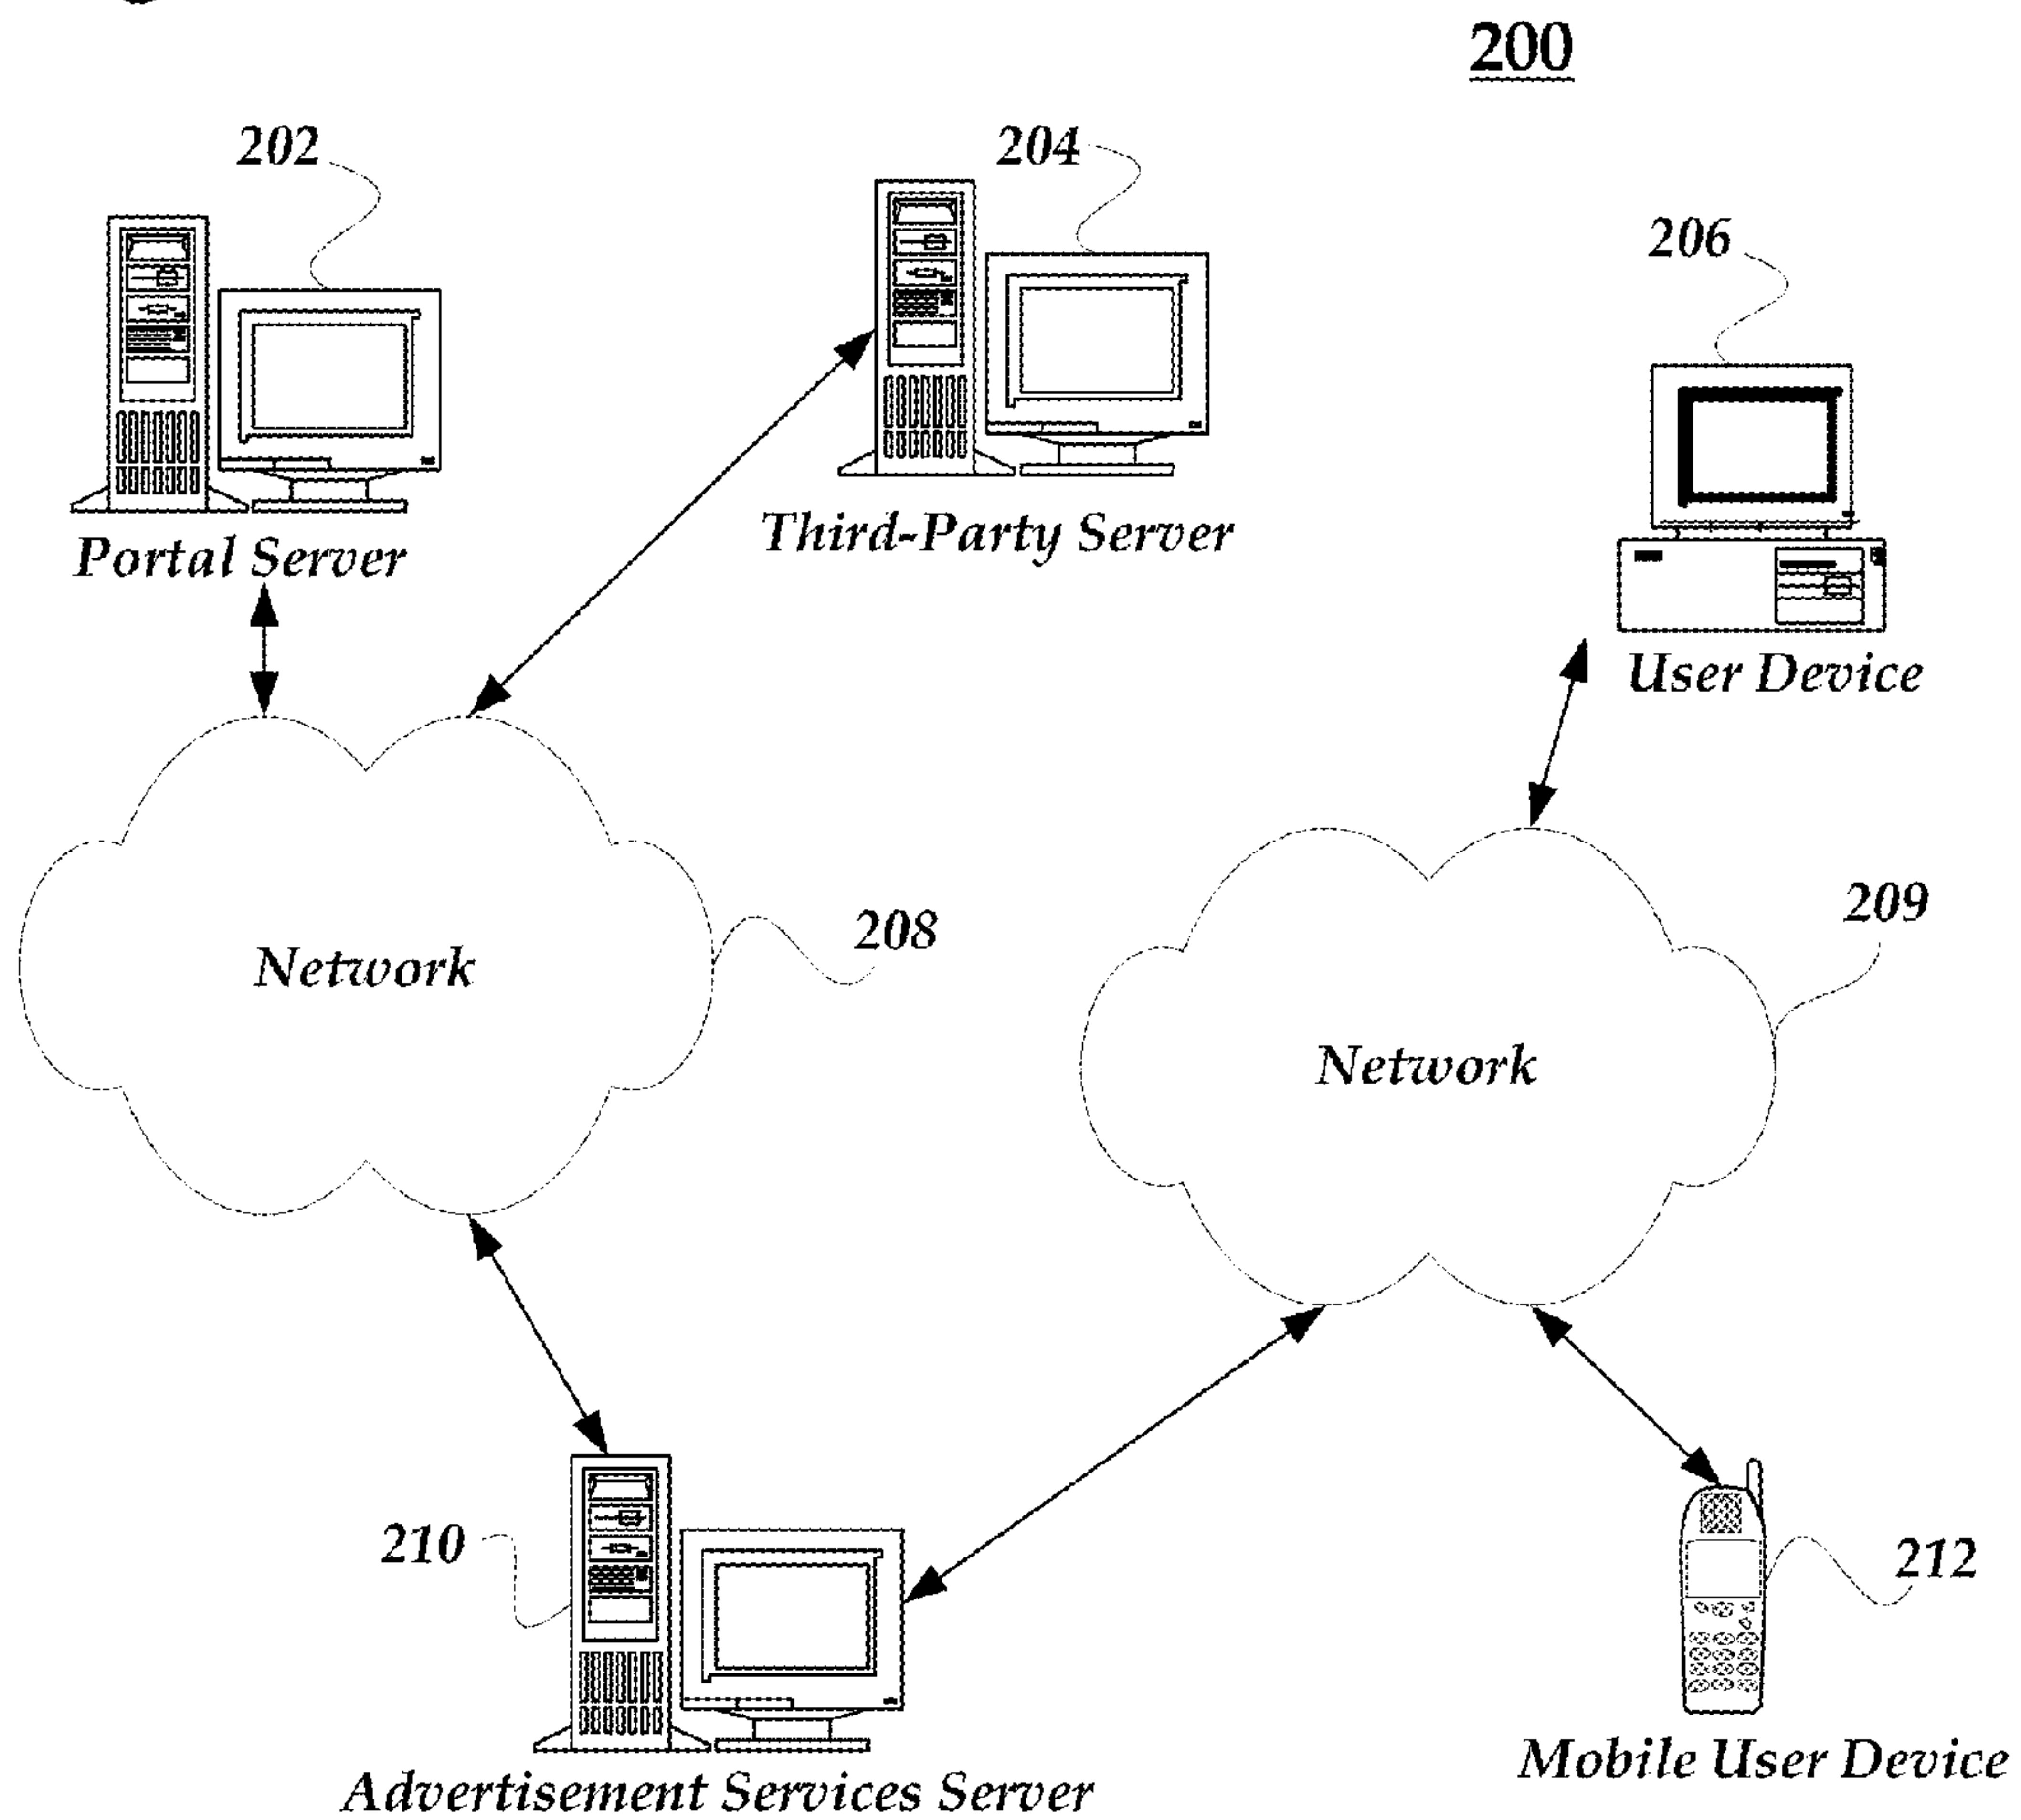 200
202
204
206
Portal Server
Third-Party Server
User Device
208
209
Network
Network
210
212
Advertisement Services Server
Mobile User Device